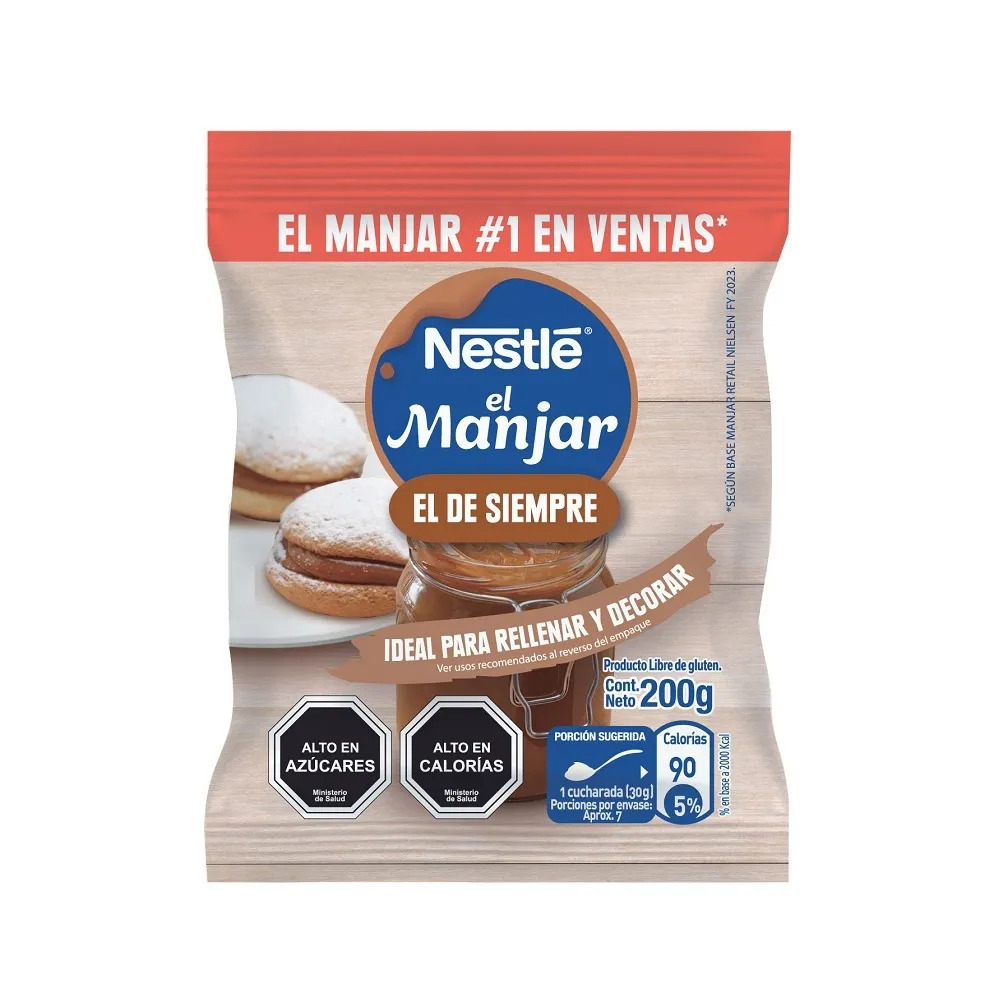 EL MANJAR #1 EN VENTAS*
Nestlé®
el
Manjar
EL DE SIEMPRE
*SEGÚN BASE MANJAR RETAIL NIELSEN FY 2023.
IDEAL PARA RELLENAR Y DECORAR
Ver usos recomendados al reverso del empaque
Producto Libre de gluten.
Cont.
Neto 200g
ALTO EN
AZÚCARES
Ministerio
de Salud
ALTO EN
CALORÍAS
Ministerio
de Salud
PORCIÓN SUGERIDA
1 cucharada (30g)
Porciones por envase:
Aprox. 7
Calorías
90
5%
% en base a 2000 Kcal